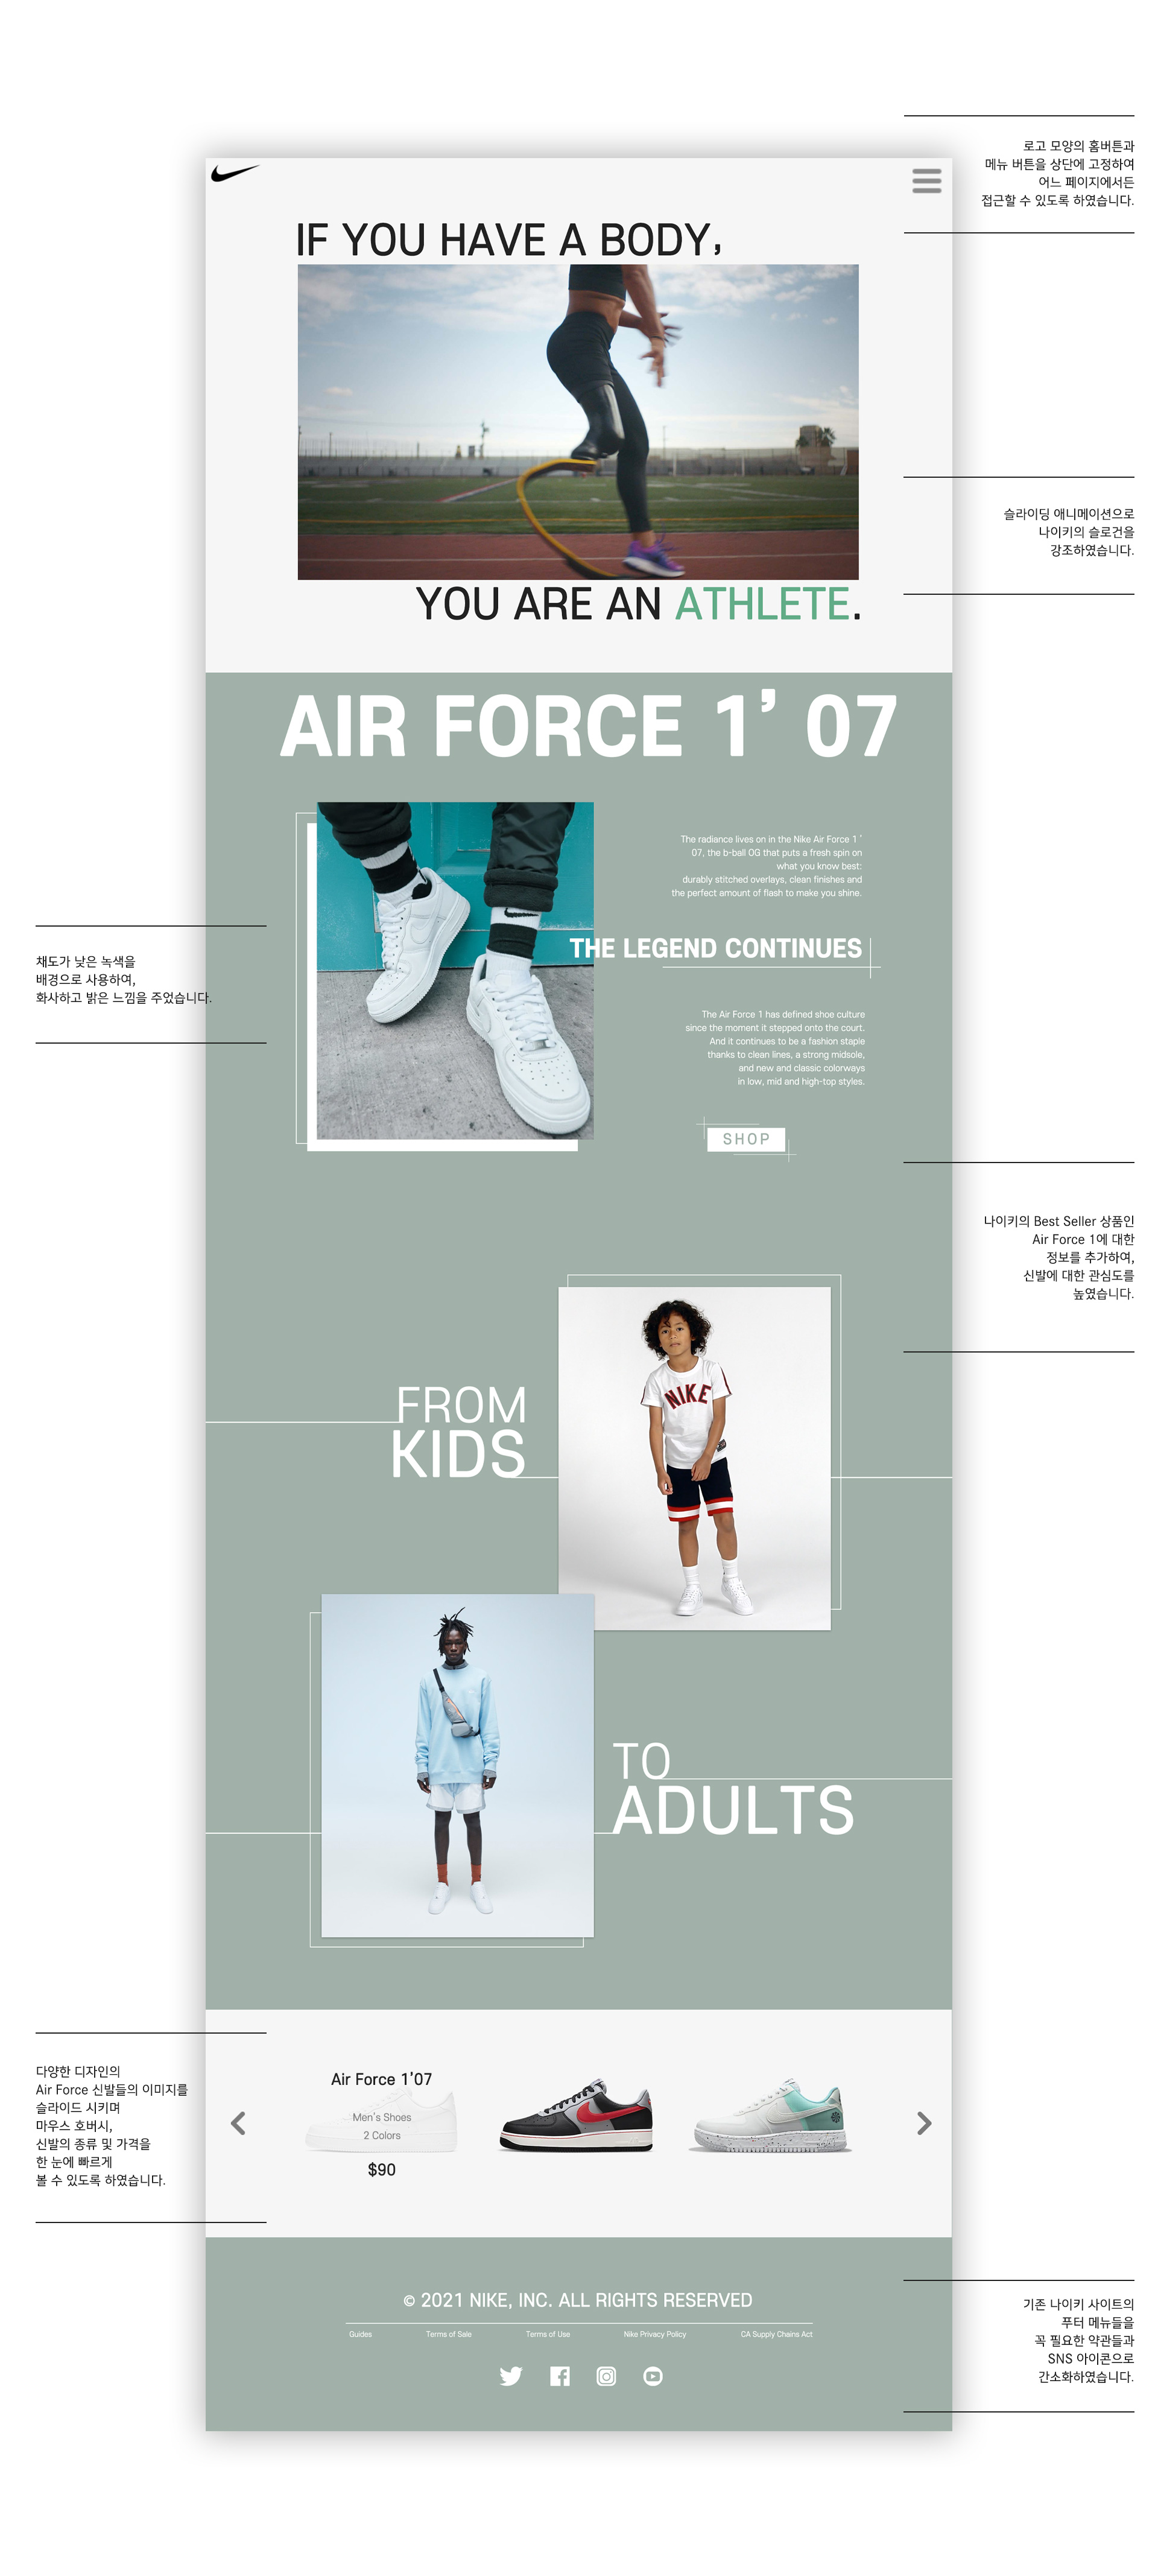 로고 모양의 홈버튼과
메뉴 버튼을 상단에 고정하여
어느 페이지에서든
접근할 수 있도록 하였습니다.
IF YOU HAVE A BODY,
슬라이딩 애니메이션으로
나이키의 슬로건을
강조하였습니다.
YOU ARE AN ATHLETE.
AIR FORCE 1’ 07
The radiance lives on in the Nike Air Force 1 ’
07, the b-ball OG that puts a fresh spin on
what you know best:
durably stitched overlays, clean finishes and
the perfect amount of flash to make you shine.
THE LEGEND CONTINUES
채도가 낮은 녹색을
배경으로 사용하여,
화사하고 밝은 느낌을 주었습니다.
The Air Force 1 has defined shoe culture
since the moment it stepped onto the court.
And it continues to be a fashion staple
thanks to clean lines, a strong midsole,
and new and classic colorways
in low, mid and high-top styles.
SHOP
나이키의 Best Seller 상품인
Air Force 1에 대한
정보를 추가하여,
신발에 대한 관심도를
높였습니다.
FROM
KIDS
NIKE
TO
ADULTS
다양한 디자인의
Air Force 신발들의 이미지를
슬라이드 시키며
마우스 호버시,
신발의 종류 및 가격을
한 눈에 빠르게
볼 수 있도록 하였습니다.
Air Force 1’07
Men's Shoes
2 Colors
$90
© 2021 NIKE, INC. ALL RIGHTS RESERVED
Guides Terms of Sale Terms of Use Nike Privacy Policy CA Supply Chains Act
기존 나이키 사이트의
푸터 메뉴들을
꼭 필요한 약관들과
SNS 아이콘으로
간소화하였습니다.